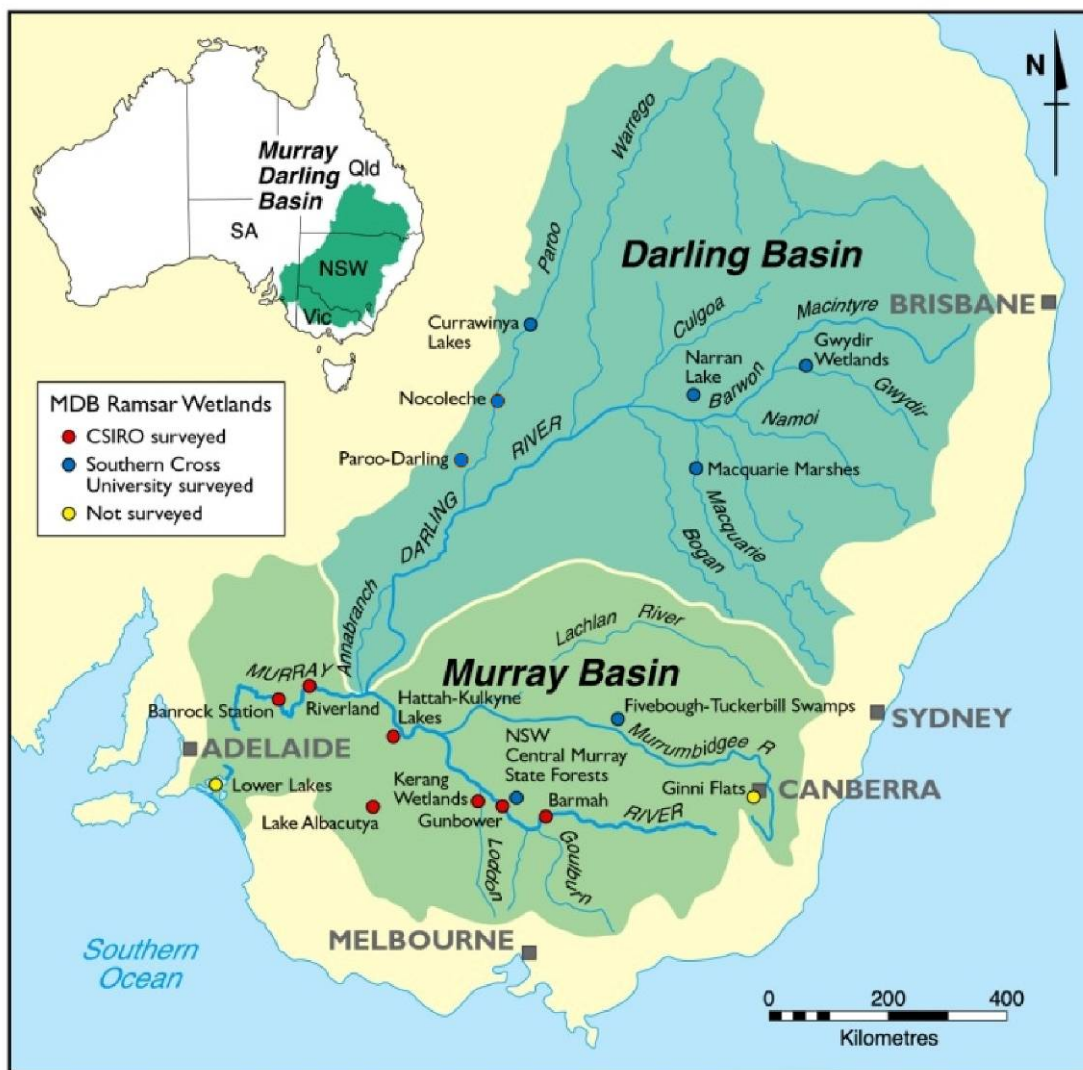 N
Murray
Darling
Basin
Qld
SA
NSW
Vic
MDB Ramsar Wetlands
CSIRO surveyed
Southern Cross
University surveyed
Not surveyed
Warrego
Paroo
Darling Basin
BRISBANE
Currawinya
Lakes
Culgoa
Macintyre
Narran
Lake
Barwon
Gwydir
Wetlands
Gwydir
Nocoleche
RIVER
Namoi
Paroo-Darling
Macquarie Marshes
DARLING
Macquarie
Bogan
Annabranch
Lachlan River
Murray Basin
MURRAY
Banrock Station
Riverland
Hattah-Kulkyne
Lakes
Fivebough-Tuckerbill Swamps
SYDNEY
ADELAIDE
NSW
Central Murray
State Forests
Murrumbidgee R
Lower Lakes
Kerang
Wetlands
Ginni Flats
CANBERRA
Lake Albacutya
Gunbower
Barmah
RIVER
Loddon
Goulburn
MELBOURNE
Southern
Ocean
0 200 400
Kilometres